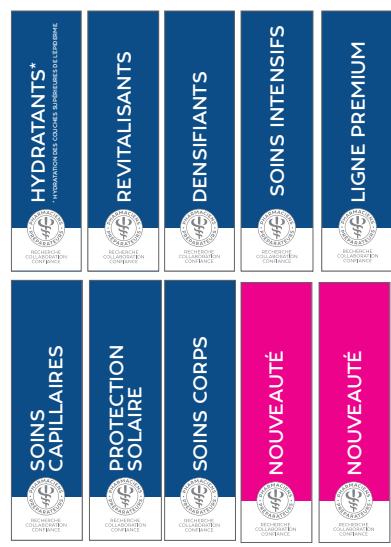 HYDRATANTS*
*HYDRATATION DES COUCHES SUPÉRIEURES DE L'ÉPIDERME
PHARMACIENS
PRÉPARATEURS
RECHERCHE
COLLABORATION
CONFIANCE
REVITALISANTS
PHARMACIENS
PRÉPARATEURS
RECHERCHE
COLLABORATION
CONFIANCE
DENSIFIANTS
PHARMACIENS
PRÉPARATEURS
RECHERCHE
COLLABORATION
CONFIANCE
SOINS INTENSIFS
PHARMACIENS
PRÉPARATEURS
RECHERCHE
COLLABORATION
CONFIANCE
LIGNE PREMIUM
PHARMACIENS
PRÉPARATEURS
RECHERCHE
COLLABORATION
CONFIANCE
SOINS
CAPILLAIRES
PHARMACIENS
PRÉPARATEURS
RECHERCHE
COLLABORATION
CONFIANCE
PROTECTION
SOLAIRE
PHARMACIENS
PRÉPARATEURS
RECHERCHE
COLLABORATION
CONFIANCE
SOINS CORPS
PHARMACIENS
PRÉPARATEURS
RECHERCHE
COLLABORATION
CONFIANCE
NOUVEAUTÉ
PHARMACIENS
PRÉPARATEURS
RECHERCHE
COLLABORATION
CONFIANCE
NOUVEAUTÉ
PHARMACIENS
PRÉPARATEURS
RECHERCHE
COLLABORATION
CONFIANCE